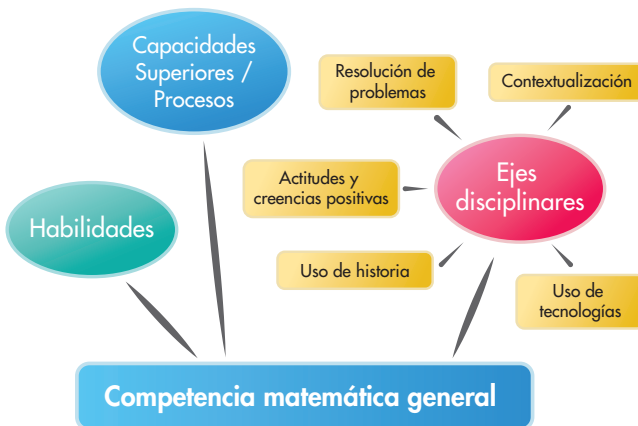 Capacidades
Superiores /
Procesos
Resolución de
problemas
Contextualización
Actitudes y
creencias positivas
Ejes
disciplinares
Habilidades
Uso de historia
Uso de
tecnologías
Competencia matemática general